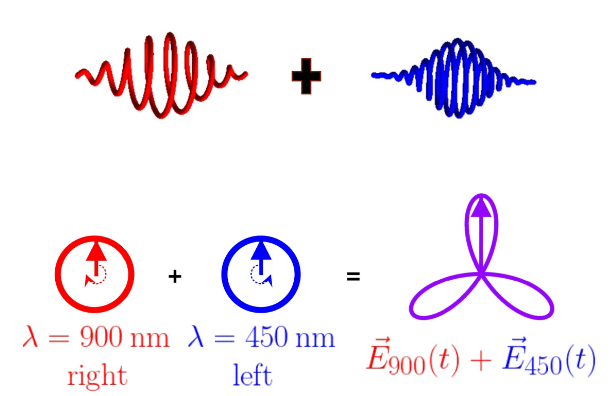 +
+ =
λ = 900 nm λ = 450 nm
right left
E⃗900(t) + E⃗450(t)